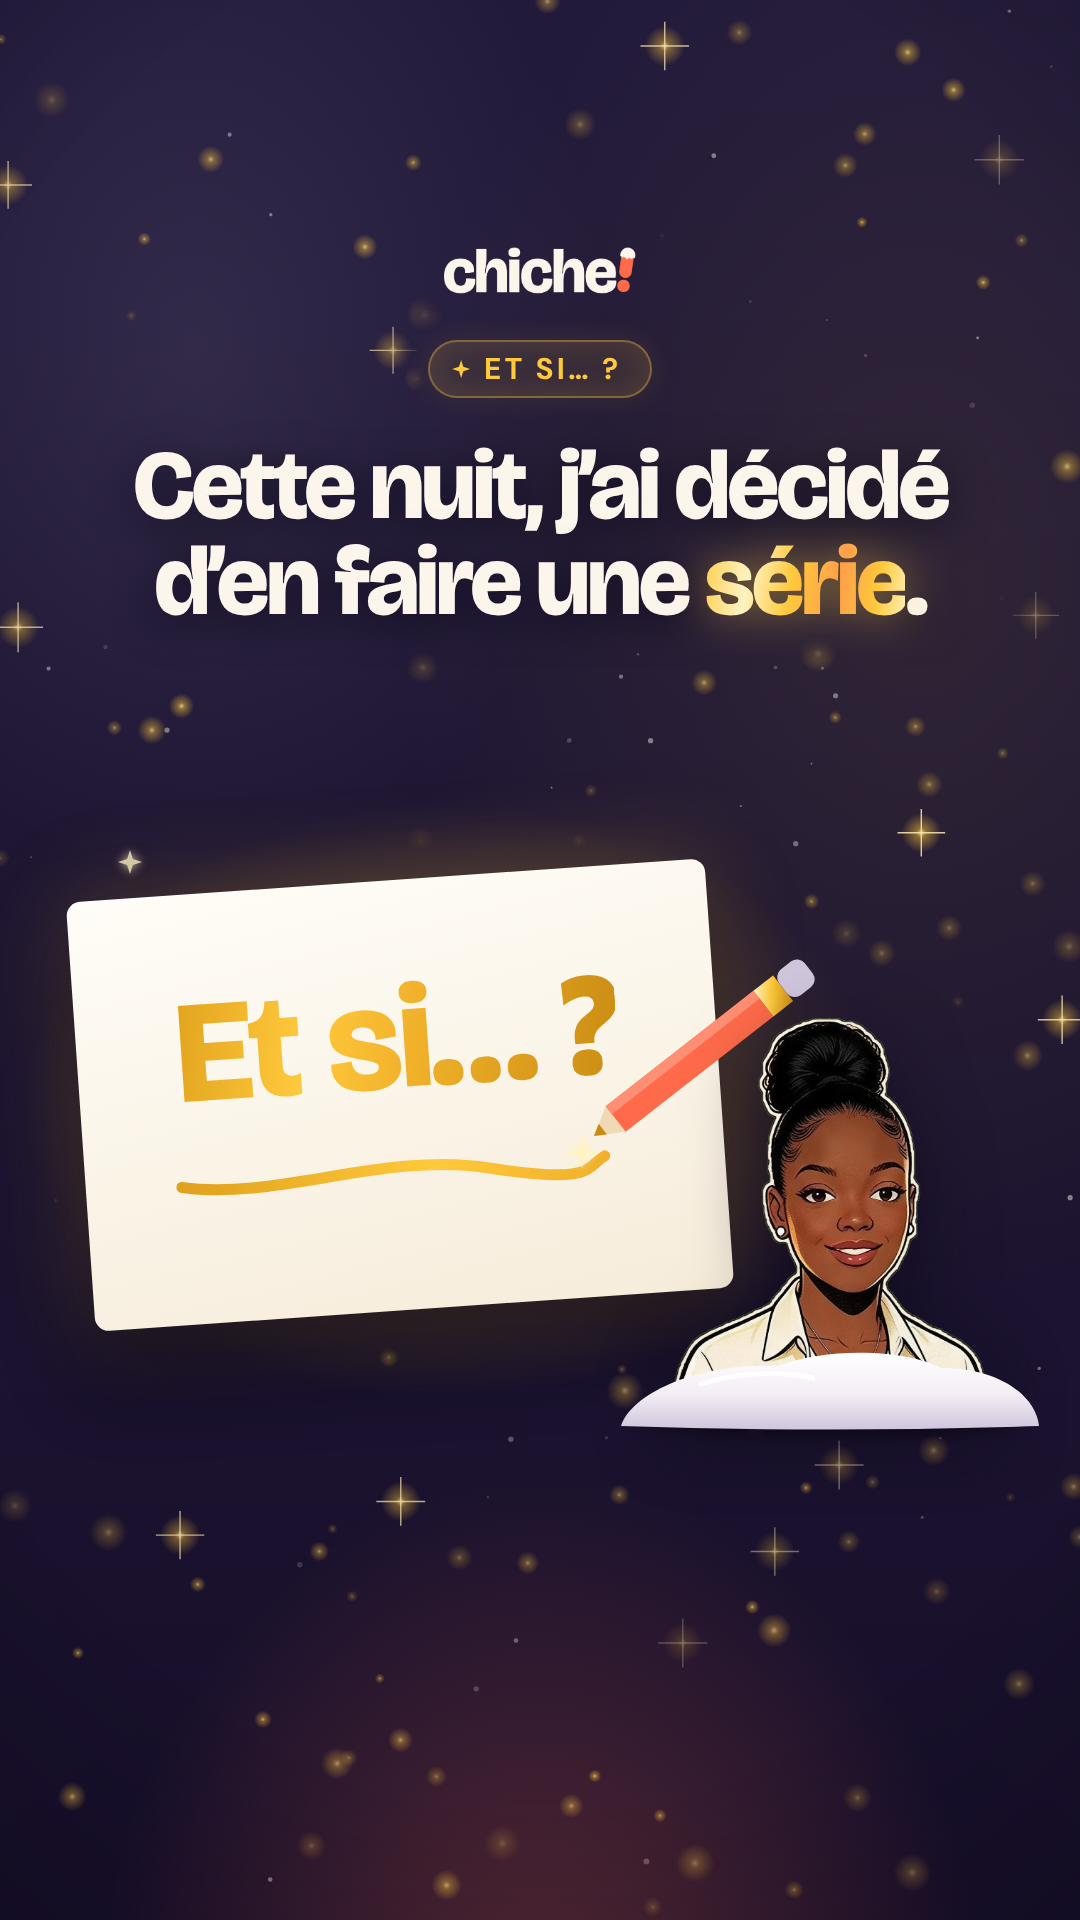 chiche!
ET SI… ?
Cette nuit, j’ai décidé
d’en faire une série.
Et si… ?